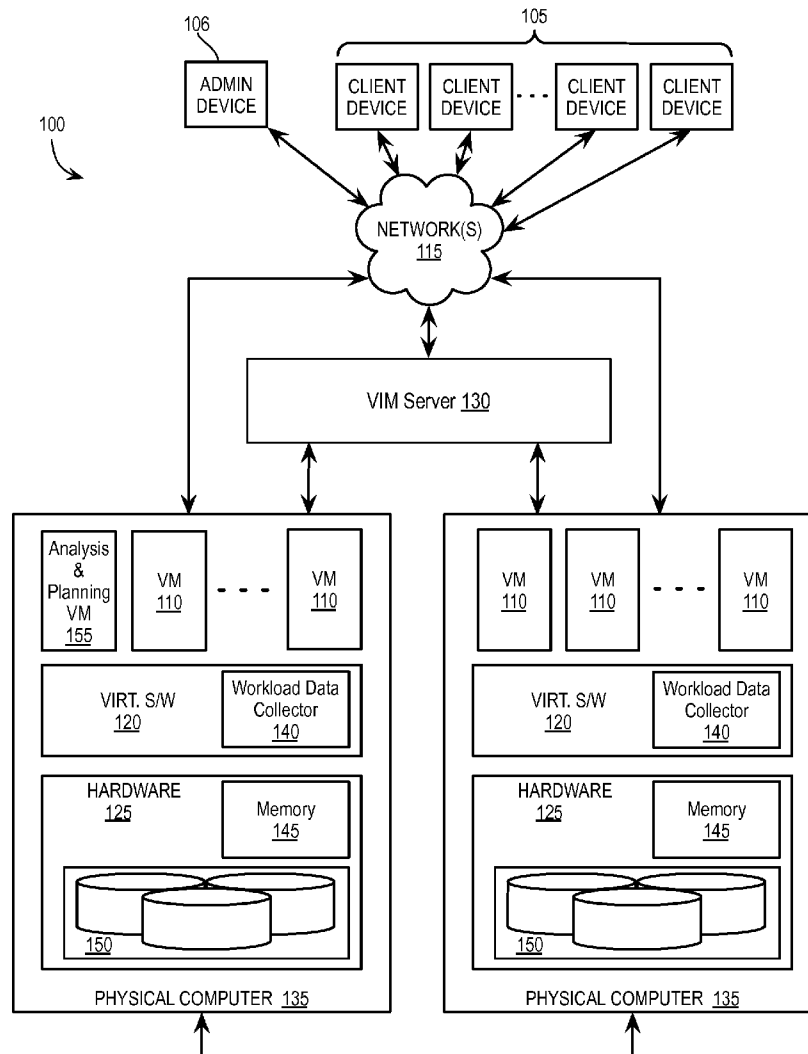 106
105
ADMIN
DEVICE
CLIENT
DEVICE
CLIENT
DEVICE
CLIENT
DEVICE
CLIENT
DEVICE
100
NETWORK(S)
115
VIM Server 130
Analysis
&
Planning
VM
155
VM
110
VM
110
VM
110
VM
110
VM
110
VIRT. S/W
120
Workload Data
Collector
140
VIRT. S/W
120
Workload Data
Collector
140
HARDWARE
125
Memory
145
HARDWARE
125
Memory
145
150
150
PHYSICAL COMPUTER 135
PHYSICAL COMPUTER 135